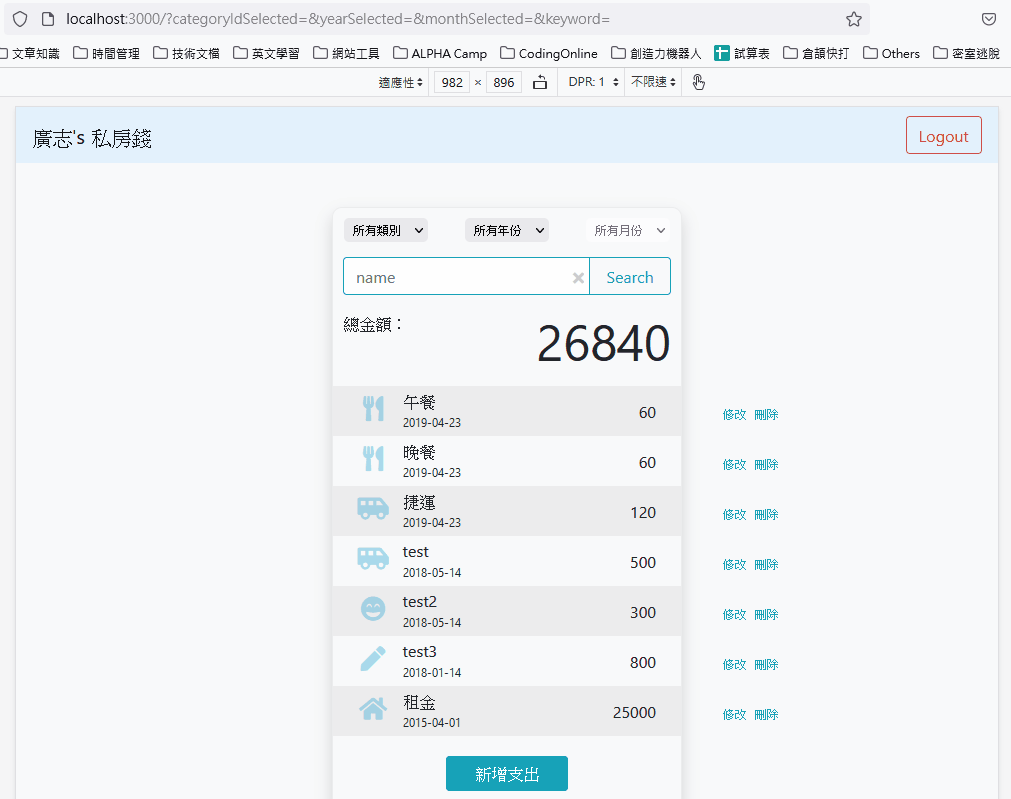 localhost:3000/?categoryIdSelected=&yearSelected=&monthSelected=&keyword=
文章知識 時間管理 技術文檔 英文學習 網站工具 ALPHA Camp CodingOnline 創造力機器人 試算表 倉頡快打 Others 密室逃脫
適應性 982 × 896 DPR: 1 不限速
廣志's 私房錢 Logout
所有類別 所有年份 所有月份
name Search
總金額：
26840
午餐
2019-04-23
60 修改 刪除
晚餐
2019-04-23
60 修改 刪除
捷運
2019-04-23
120 修改 刪除
test
2018-05-14
500 修改 刪除
test2
2018-05-14
300 修改 刪除
test3
2018-01-14
800 修改 刪除
租金
2015-04-01
25000 修改 刪除
新增支出